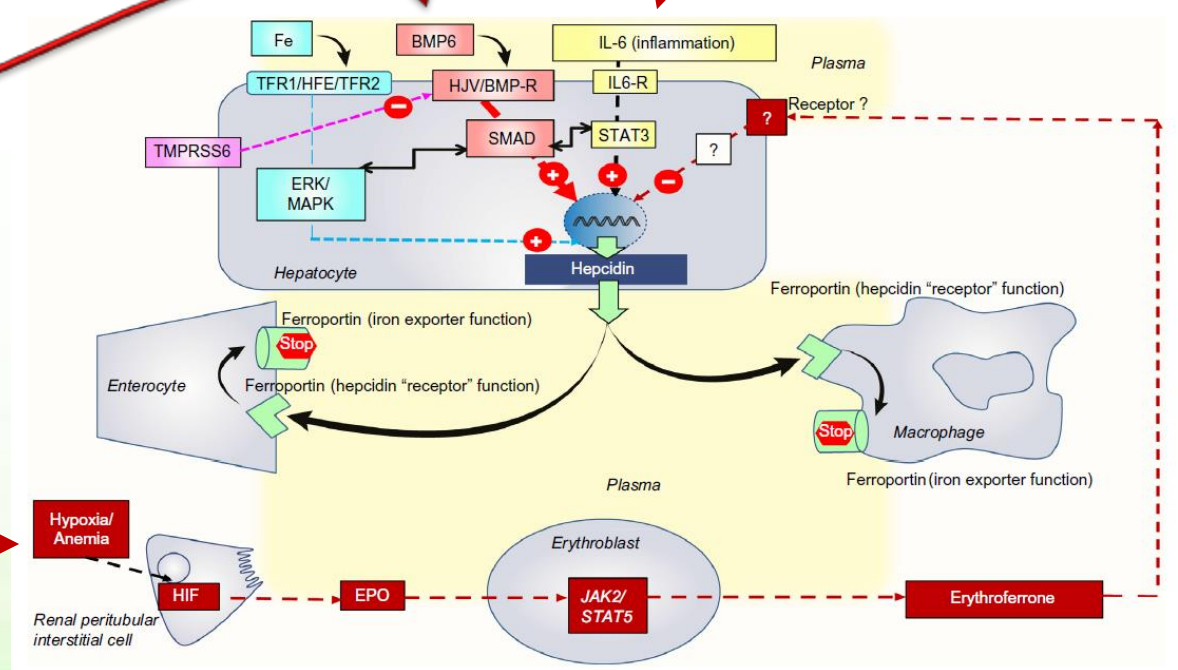 Fe
BMP6
IL-6 (inflammation)
Plasma
TFR1/HFE/TFR2
HJV/BMP-R
IL6-R
Receptor ?
?
TMPRSS6
SMAD
STAT3
?
ERK/
MAPK
+
+
+
Hepatocyte
Hepcidin
Ferroportin (hepcidin “receptor” function)
Ferroportin (iron exporter function)
Stop
Enterocyte
Ferroportin (hepcidin “receptor” function)
Stop
Macrophage
Ferroportin (iron exporter function)
Plasma
Hypoxia/
Anemia
Erythroblast
HIF
EPO
JAK2/
STAT5
Erythroferrone
Renal peritubular
interstitial cell